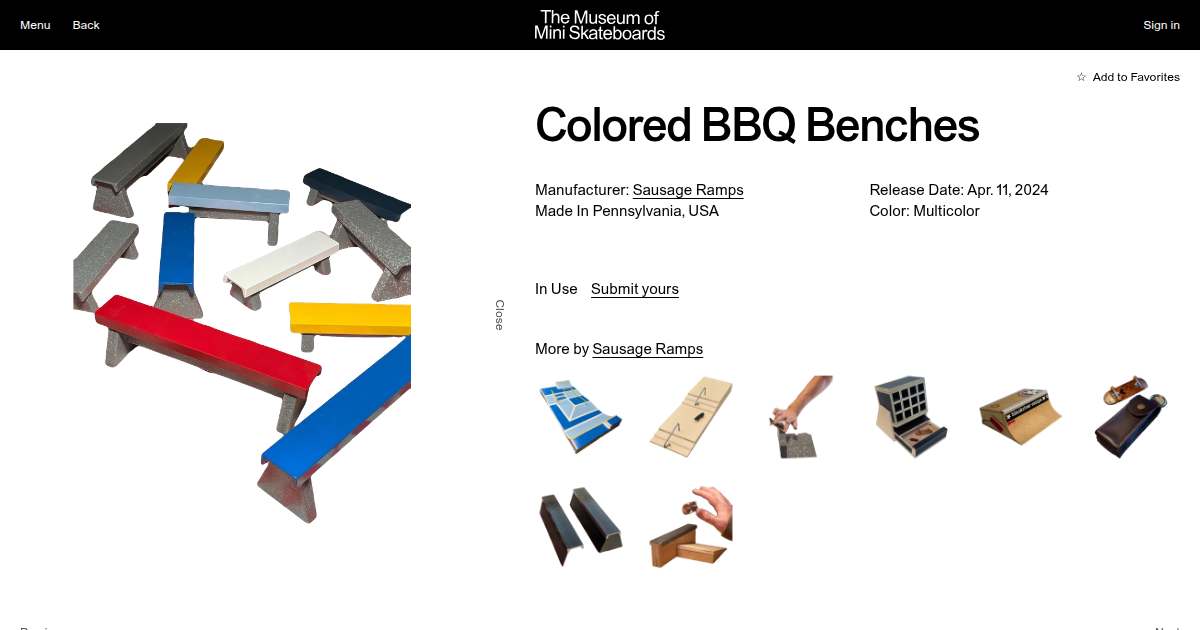 Menu
Back
The Museum of
Mini Skateboards
Sign in
☆ Add to Favorites
Colored BBQ Benches
Manufacturer: Sausage Ramps
Release Date: Apr. 11, 2024
Made In Pennsylvania, USA
Color: Multicolor
In Use
Submit yours
Close
More by Sausage Ramps